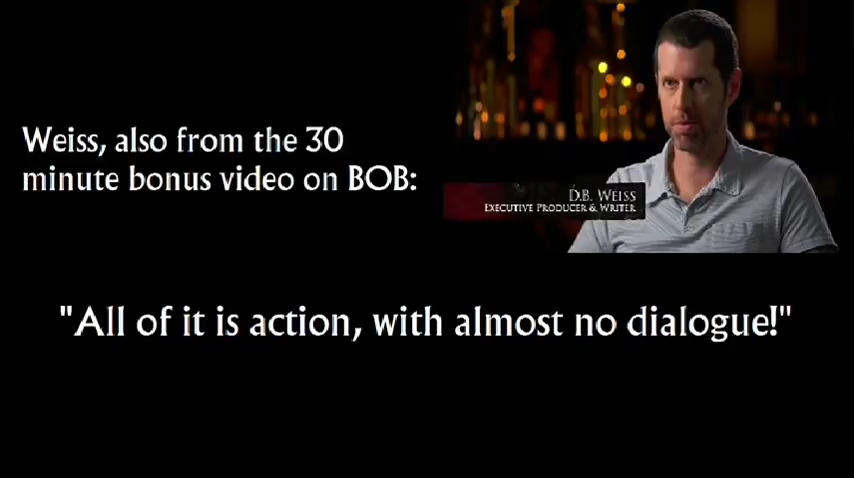 Weiss, also from the 30
minute bonus video on BOB:
D.B. Weiss
Executive Producer & Writer
"All of it is action, with almost no dialogue!"